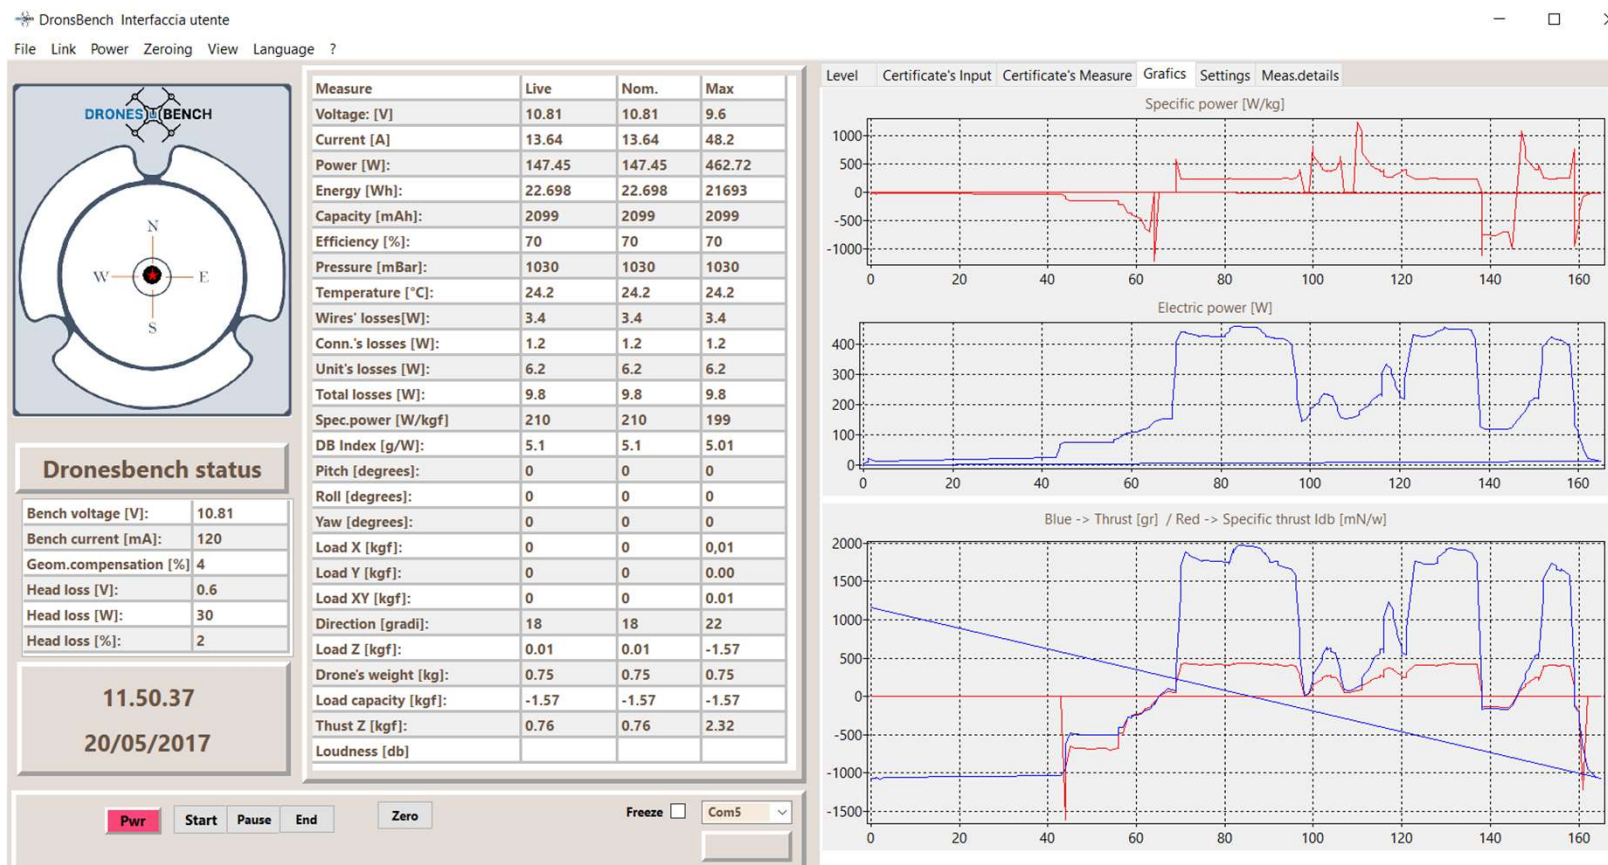 DronsBench Interfaccia utente
File Link Power Zeroing View Language ?
DRONES BENCH
N
W E
S
Dronesbench status
Bench voltage [V]: 10.81
Bench current [mA]: 120
Geom.compensation [%] 4
Head loss [V]: 0.6
Head loss [W]: 30
Head loss [%]: 2
11.50.37
20/05/2017
Measure Live Nom. Max
Voltage: [V] 10.81 10.81 9.6
Current [A] 13.64 13.64 48.2
Power [W]: 147.45 147.45 462.72
Energy [Wh]: 22.698 22.698 21693
Capacity [mAh]: 2099 2099 2099
Efficiency [%]: 70 70 70
Pressure [mBar]: 1030 1030 1030
Temperature [°C]: 24.2 24.2 24.2
Wires' losses[W]: 3.4 3.4 3.4
Conn.'s losses [W]: 1.2 1.2 1.2
Unit's losses [W]: 6.2 6.2 6.2
Total losses [W]: 9.8 9.8 9.8
Spec.power [W/kgf] 210 210 199
DB Index [g/W]: 5.1 5.1 5.01
Pitch [degrees]: 0 0 0
Roll [degrees]: 0 0 0
Yaw [degrees]: 0 0 0
Load X [kgf]: 0 0 0,01
Load Y [kgf]: 0 0 0.00
Load XY [kgf]: 0 0 0.01
Direction [gradi]: 18 18 22
Load Z [kgf]: 0.01 0.01 -1.57
Drone's weight [kg]: 0.75 0.75 0.75
Load capacity [kgf]: -1.57 -1.57 -1.57
Thust Z [kgf]: 0.76 0.76 2.32
Loudness [db]
Pwr Start Pause End Zero Freeze Com5
Level Certificate's Input Certificate's Measure Grafics Settings Meas.details
Specific power [W/kg]
1000
500
0
-500
-1000
0 20 40 60 80 100 120 140 160
Electric power [W]
400
300
200
100
0
0 20 40 60 80 100 120 140 160
Blue -> Thrust [gr] / Red -> Specific thrust Idb [mN/w]
2000
1500
1000
500
0
-500
-1000
-1500
0 20 40 60 80 100 120 140 160